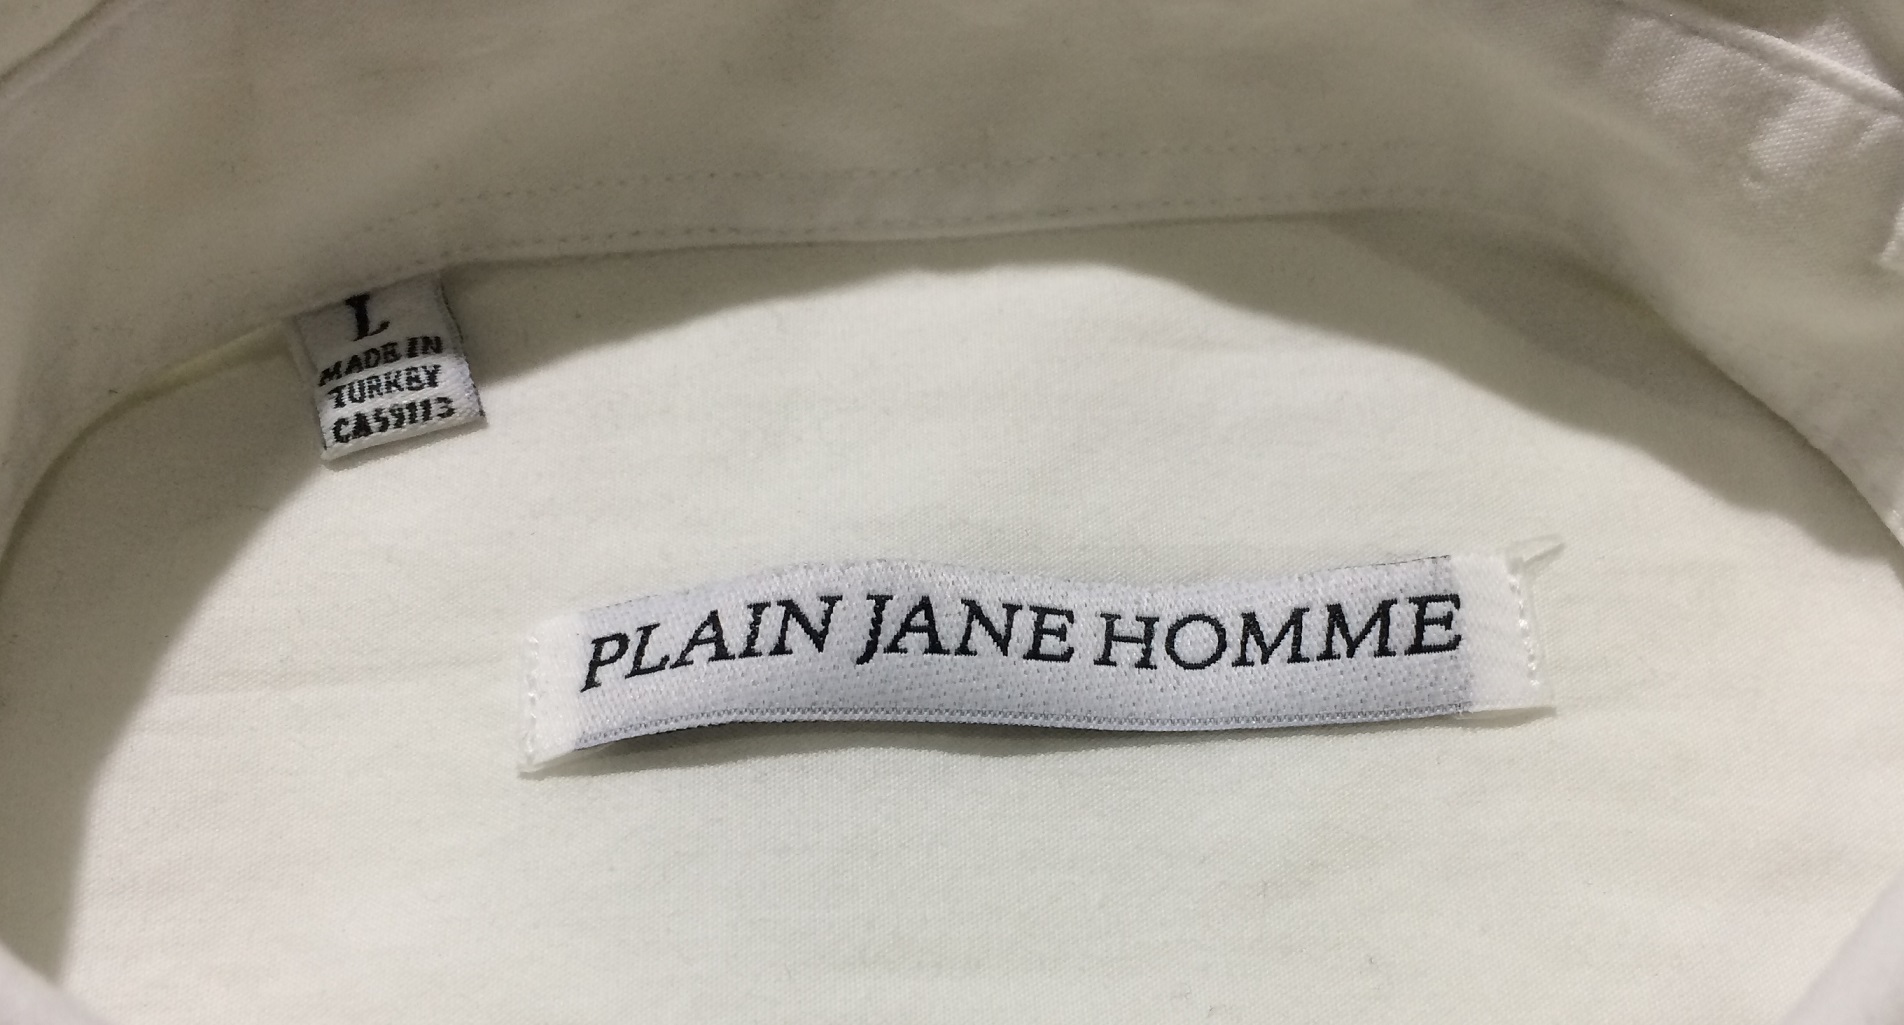 L
MADE IN
TURKEY
CA59113
PLAIN JANE HOMME